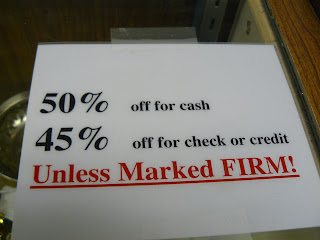 50% off for cash
45% off for check or credit
Unless Marked FIRM!